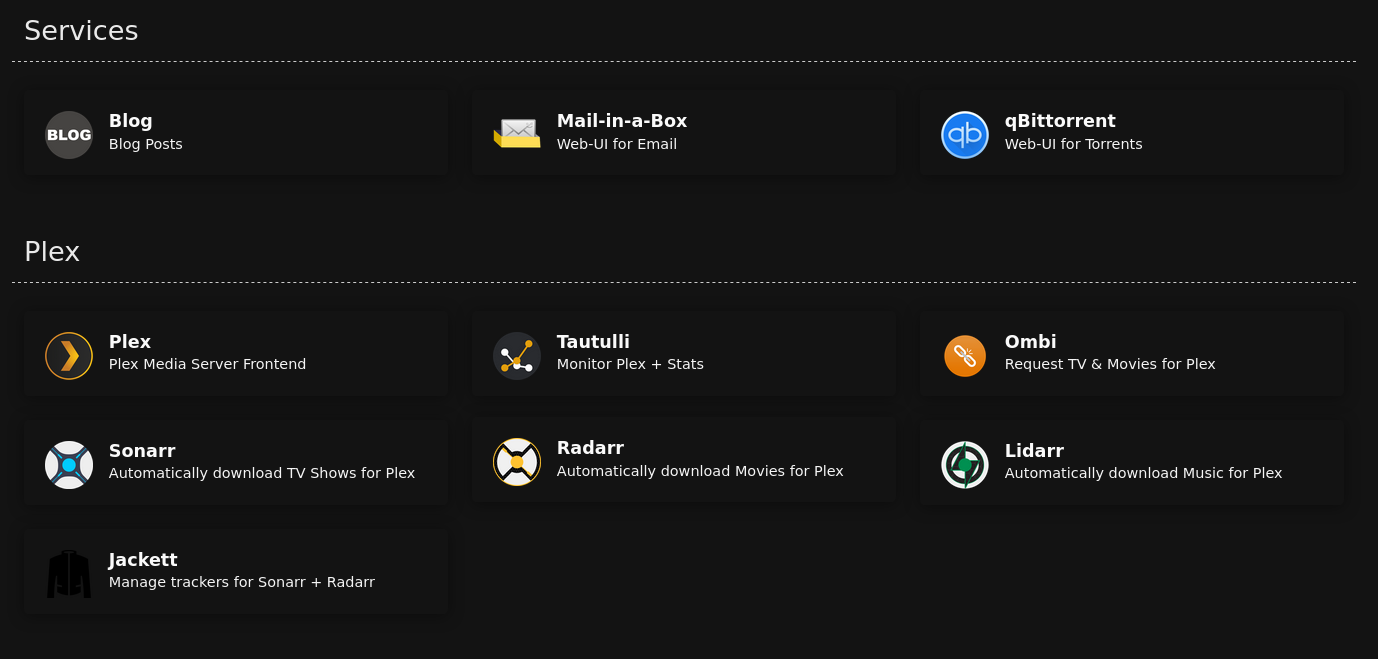 Services
BLOG
Blog
Blog Posts
Mail-in-a-Box
Web-UI for Email
qb
qBittorrent
Web-UI for Torrents
Plex
Plex
Plex Media Server Frontend
Tautulli
Monitor Plex + Stats
Ombi
Request TV & Movies for Plex
Sonarr
Automatically download TV Shows for Plex
Radarr
Automatically download Movies for Plex
Lidarr
Automatically download Music for Plex
Jackett
Manage trackers for Sonarr + Radarr